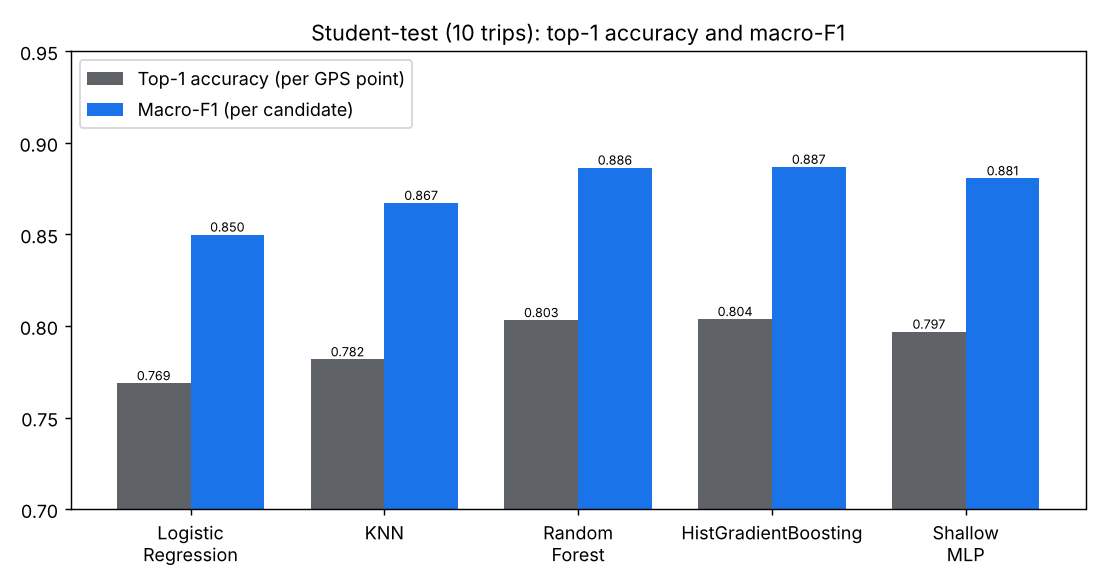 Student-test (10 trips): top-1 accuracy and macro-F1
0.95
0.90
0.85
0.80
0.75
0.70
Top-1 accuracy (per GPS point)
Macro-F1 (per candidate)
0.769
0.850
0.782
0.867
0.803
0.886
0.804
0.887
0.797
0.881
Logistic
Regression
KNN
Random
Forest
HistGradientBoosting
Shallow
MLP